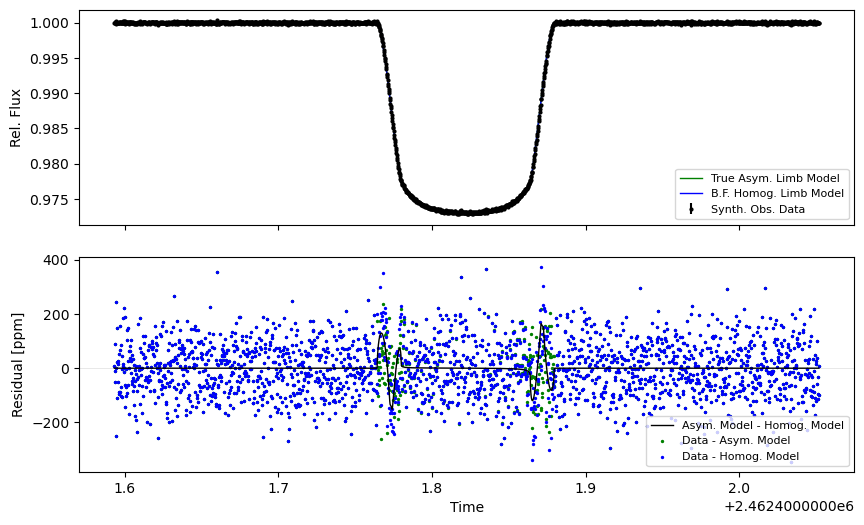 1.000
0.995
0.990
0.985
0.980
0.975
Rel. Flux
True Asym. Limb Model
B.F. Homog. Limb Model
Synth. Obs. Data
400
200
0
−200
Residual [ppm]
Asym. Model - Homog. Model
Data - Asym. Model
Data - Homog. Model
1.6
1.7
1.8
1.9
2.0
Time
+2.4624000000e6